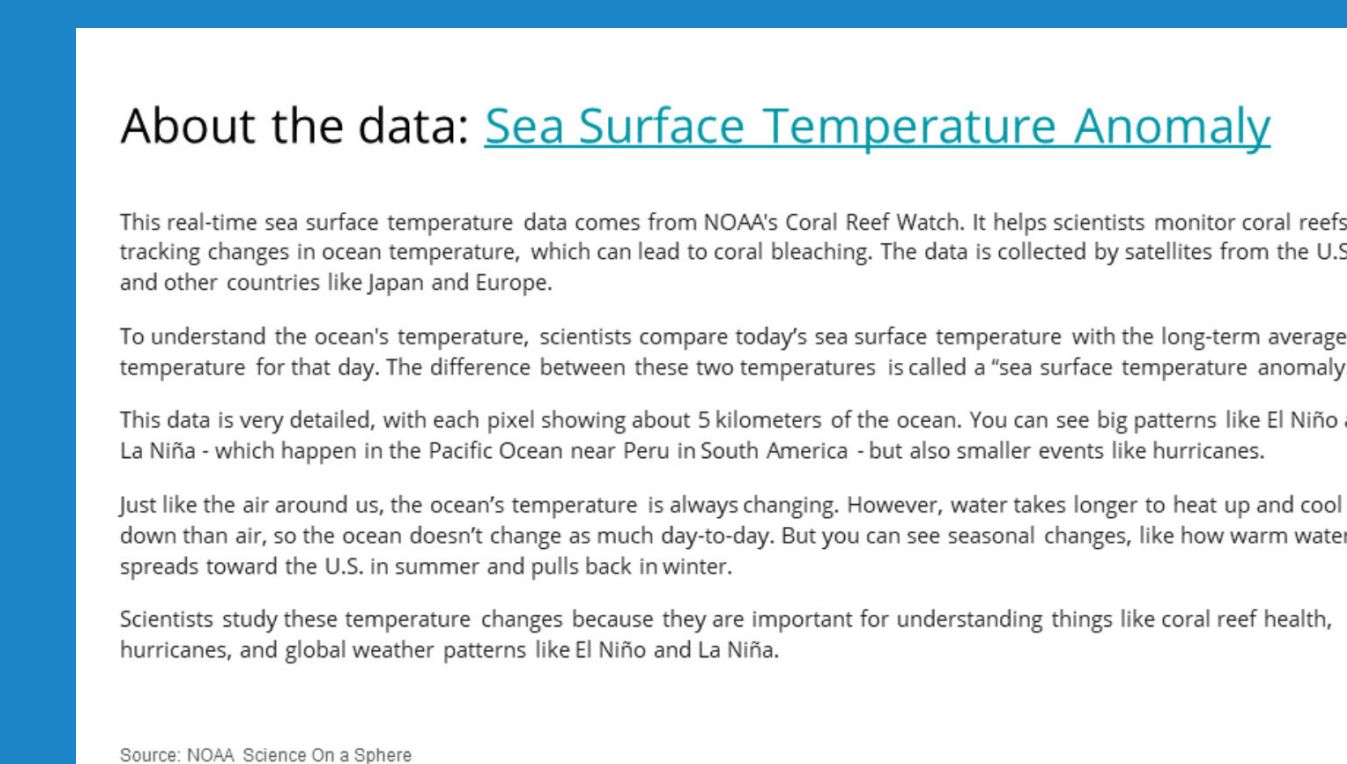 About the data: Sea Surface Temperature Anomaly
This real-time sea surface temperature data comes from NOAA's Coral Reef Watch. It helps scientists monitor coral reefs
tracking changes in ocean temperature, which can lead to coral bleaching. The data is collected by satellites from the U.S
and other countries like Japan and Europe.
To understand the ocean's temperature, scientists compare today’s sea surface temperature with the long-term average
temperature for that day. The difference between these two temperatures is called a “sea surface temperature anomaly
This data is very detailed, with each pixel showing about 5 kilometers of the ocean. You can see big patterns like El Niño
La Niña - which happen in the Pacific Ocean near Peru in South America - but also smaller events like hurricanes.
Just like the air around us, the ocean’s temperature is always changing. However, water takes longer to heat up and cool
down than air, so the ocean doesn’t change as much day-to-day. But you can see seasonal changes, like how warm water
spreads toward the U.S. in summer and pulls back in winter.
Scientists study these temperature changes because they are important for understanding things like coral reef health,
hurricanes, and global weather patterns like El Niño and La Niña.
Source: NOAA Science On a Sphere